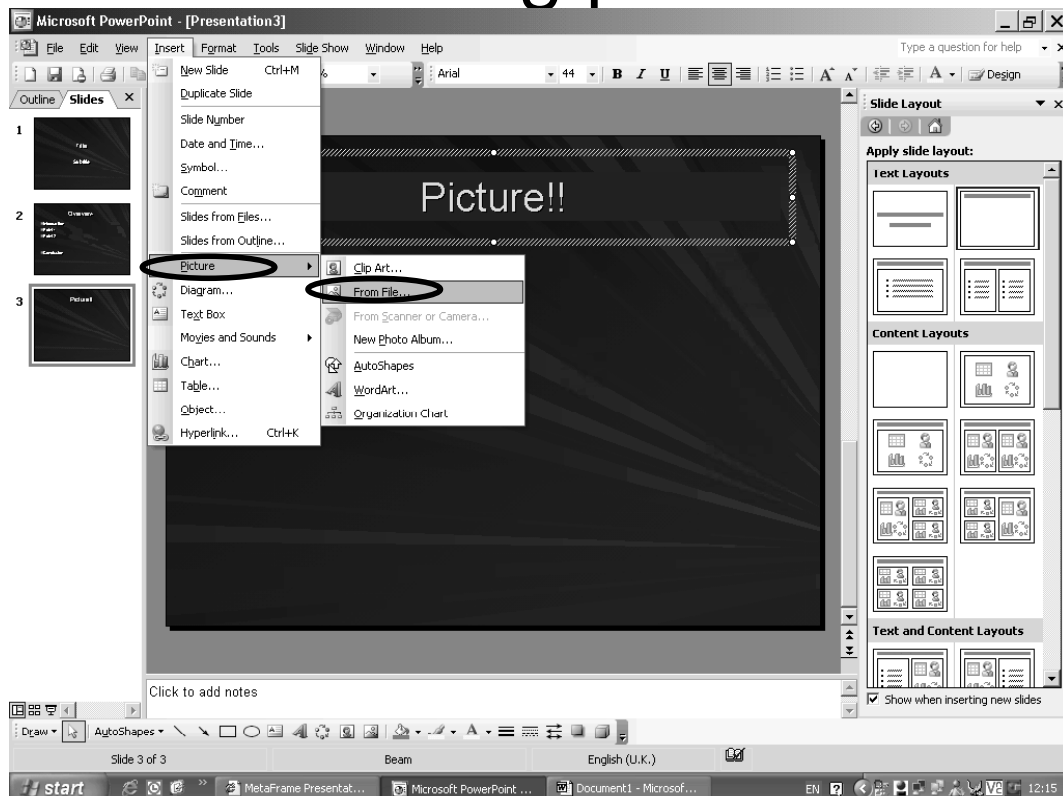 Microsoft PowerPoint - [Presentation3]
File Edit View Insert Format Tools Slide Show Window Help
Type a question for help
% Arial 44 B I U A A A Design
Outline Slides
New Slide Ctrl+M
Duplicate Slide
Slide Number
Date and Time...
Symbol...
Comment
Slides from Files...
Slides from Outline...
Picture
Diagram...
Text Box
Movies and Sounds
Chart...
Table...
Object...
Hyperlink... Ctrl+K
Clip Art...
From File...
From Scanner or Camera...
New Photo Album...
AutoShapes
WordArt...
Organization Chart
1
Title
Subtitle
2
Overview
3
Picture!!
Picture!!
Slide Layout
Apply slide layout:
Text Layouts
Content Layouts
Text and Content Layouts
Show when inserting new slides
Click to add notes
Draw AutoShapes A
Slide 3 of 3 Beam English (U.K.)
start MetaFrame Presentat... Microsoft PowerPoint ... Document1 - Microsof... EN 12:15